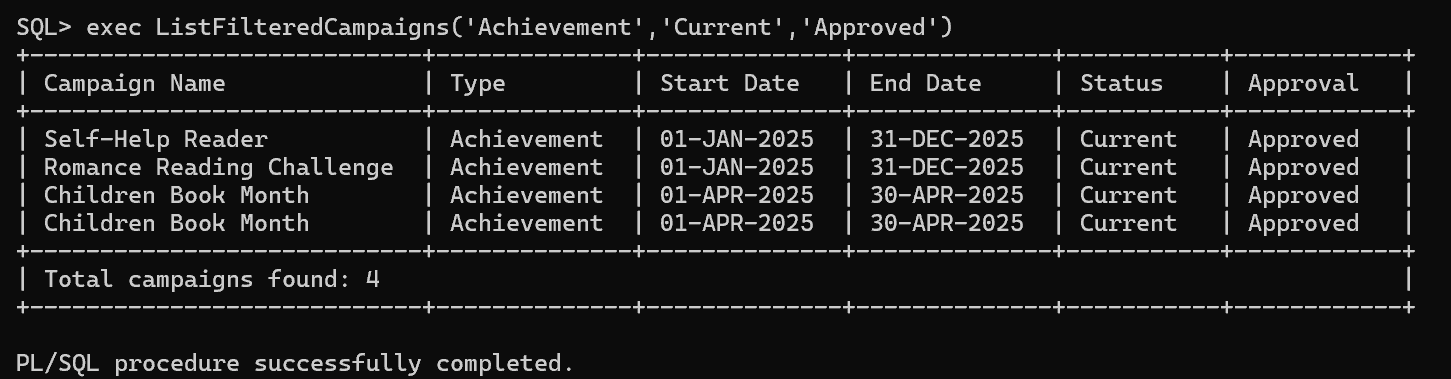 SQL> exec ListFilteredCampaigns('Achievement','Current','Approved')
+----------------------------+--------------+--------------+--------------+-----------+------------+
| Campaign Name              | Type         | Start Date   | End Date     | Status    | Approval   |
+----------------------------+--------------+--------------+--------------+-----------+------------+
| Self-Help Reader           | Achievement  | 01-JAN-2025  | 31-DEC-2025  | Current   | Approved   |
| Romance Reading Challenge  | Achievement  | 01-JAN-2025  | 31-DEC-2025  | Current   | Approved   |
| Children Book Month        | Achievement  | 01-APR-2025  | 30-APR-2025  | Current   | Approved   |
| Children Book Month        | Achievement  | 01-APR-2025  | 30-APR-2025  | Current   | Approved   |
+----------------------------+--------------+--------------+--------------+-----------+------------+
| Total campaigns found: 4                                                                         |
+----------------------------+--------------+--------------+--------------+-----------+------------+
PL/SQL procedure successfully completed.